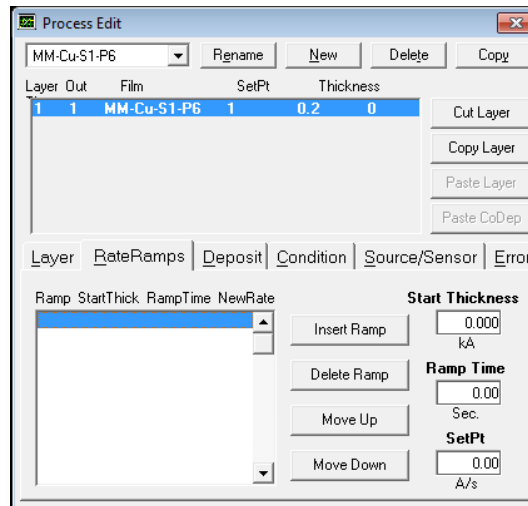 Process Edit
MM-Cu-S1-P6 Rename New Delete Copy
Layer Out Film SetPt Thickness
1 1 MM-Cu-S1-P6 1 0.2 0
Cut Layer
Copy Layer
Paste Layer
Paste CoDep
Layer RateRamps Deposit Condition Source/Sensor Error
Ramp StartThick RampTime NewRate
Insert Ramp
Delete Ramp
Move Up
Move Down
Start Thickness
0.000
kA
Ramp Time
0.00
Sec.
SetPt
0.00
A/s